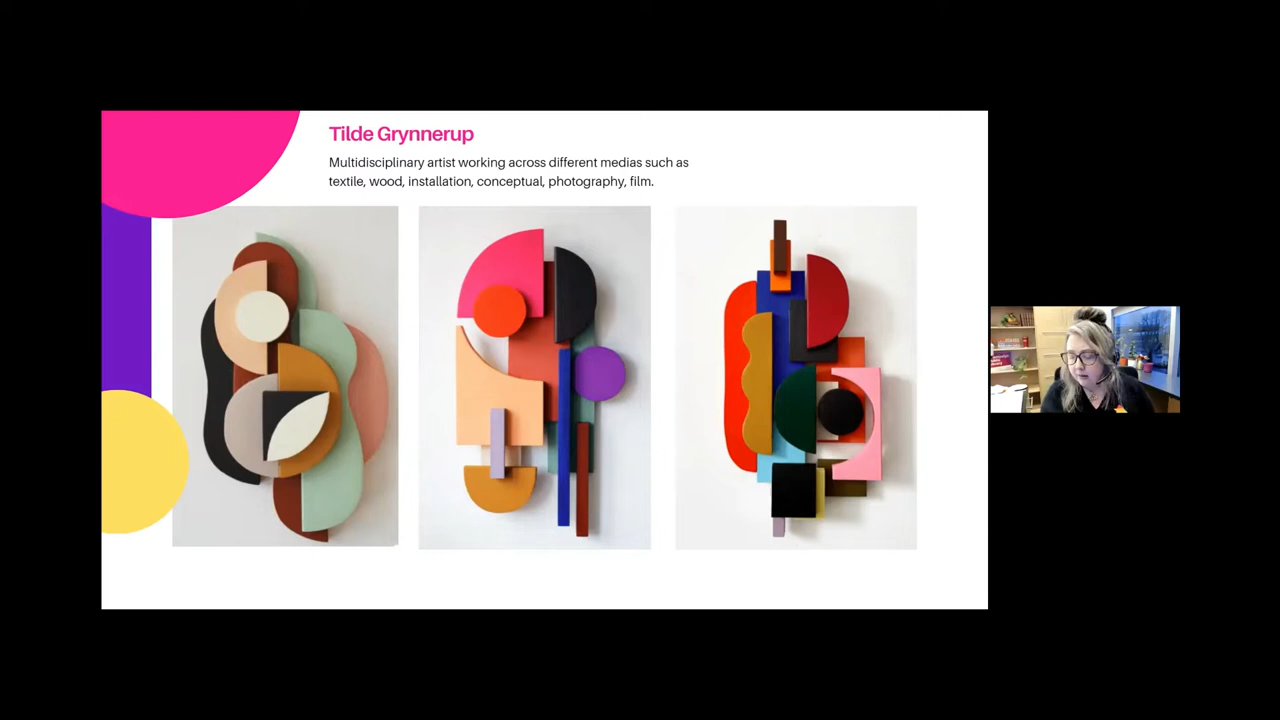 Tilde Grynnerup
Multidisciplinary artist working across different medias such as
textile, wood, installation, conceptual, photography, film.